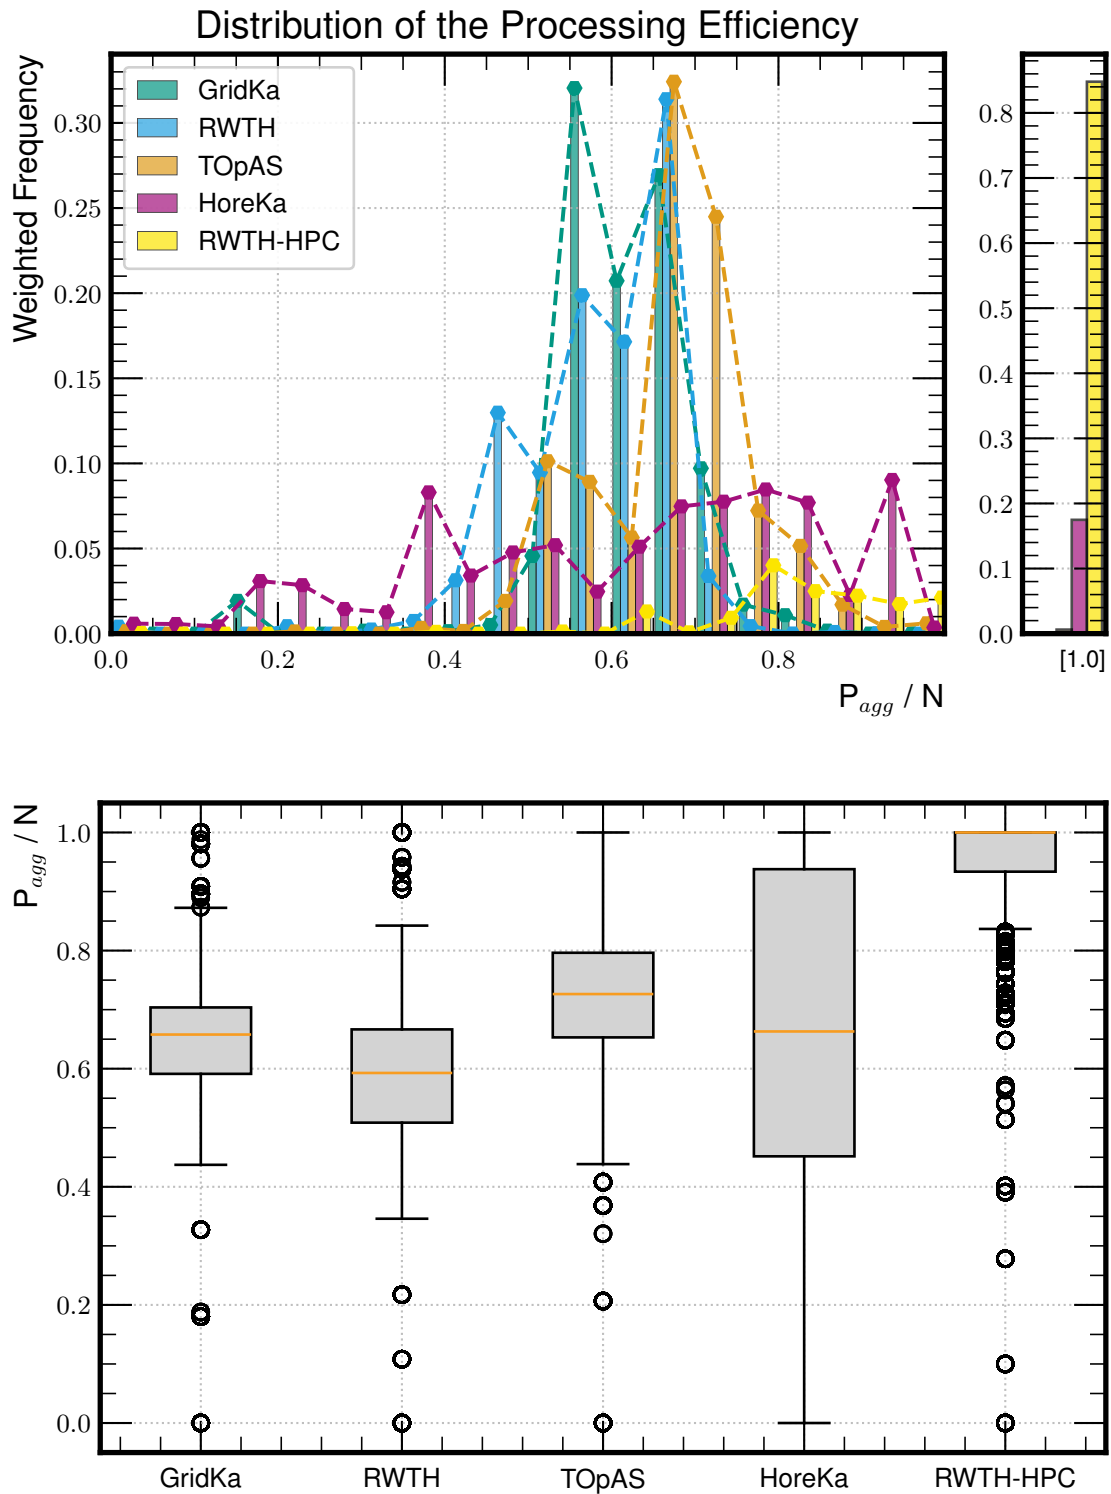 Distribution of the Processing Efficiency
Weighted Frequency
GridKa
RWTH
TOpAS
HoreKa
RWTH-HPC
0.30
0.25
0.20
0.15
0.10
0.05
0.00
0.0 0.2 0.4 0.6 0.8
P_agg / N
0.8
0.7
0.6
0.5
0.4
0.3
0.2
0.1
0.0
[1.0]
P_agg / N
1.0
0.8
0.6
0.4
0.2
0.0
GridKa RWTH TOpAS HoreKa RWTH-HPC